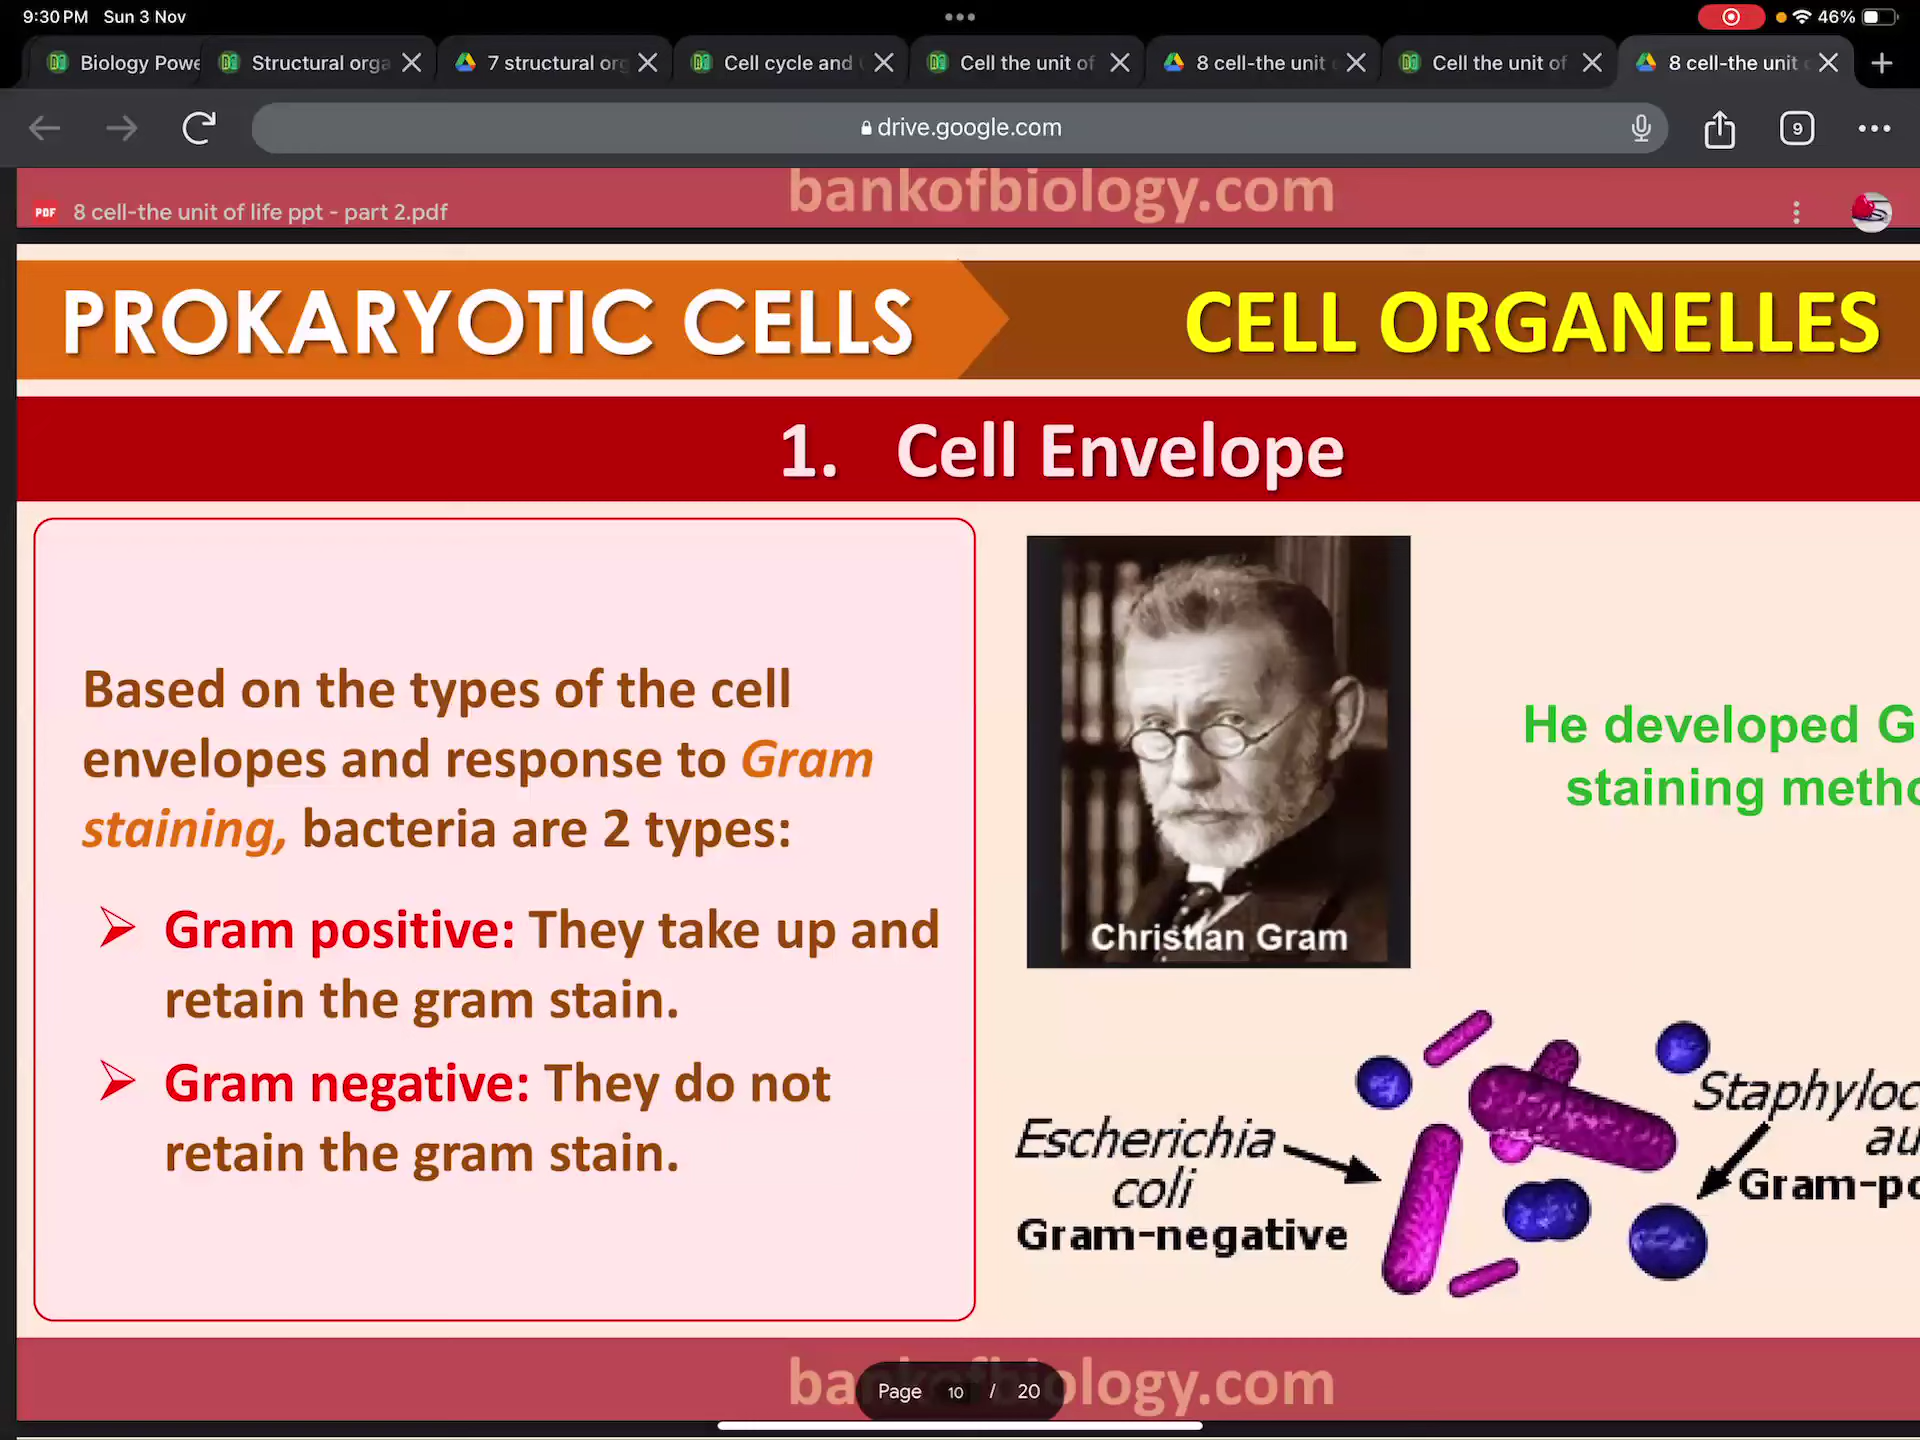 9:30 PM Sun 3 Nov
46%
Biology Powe
Structural orga
7 structural org
Cell cycle and
Cell the unit of
8 cell-the unit
Cell the unit of
8 cell-the unit
drive.google.com
9
bankofbiology.com
PDF 8 cell-the unit of life ppt - part 2.pdf
PROKARYOTIC CELLS
CELL ORGANELLES
1. Cell Envelope
Based on the types of the cell
envelopes and response to Gram
staining, bacteria are 2 types:
Gram positive: They take up and
retain the gram stain.
Gram negative: They do not
retain the gram stain.
Christian Gram
He developed G
staining metho
Escherichia
coli
Gram-negative
Staphyloc
au
Gram-po
bankofbiology.com
Page 10 / 20